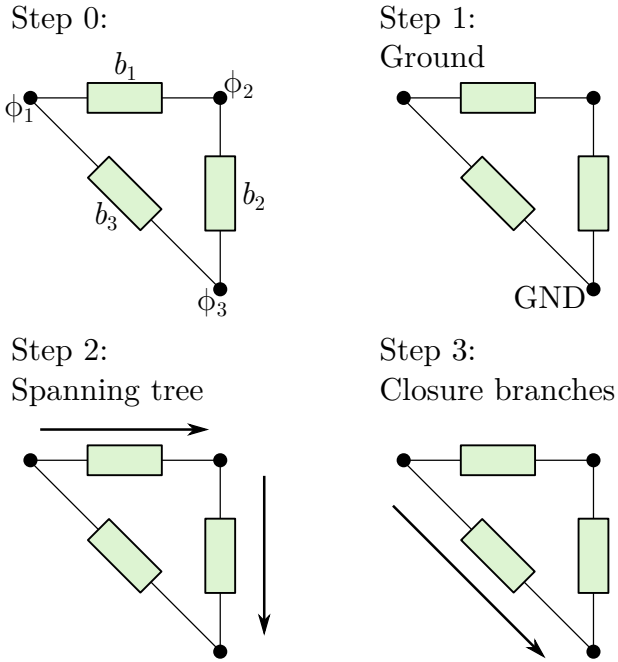 Step 0:
b₁
ϕ₁
ϕ₂
b₃
b₂
ϕ₃
Step 1:
Ground
GND
Step 2:
Spanning tree
Step 3:
Closure branches